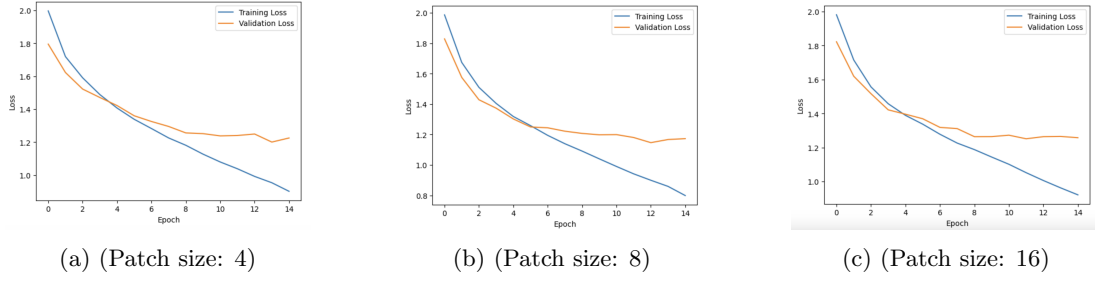 Training Loss
Validation Loss
2.0
1.8
1.6
1.4
1.2
1.0
Loss
0 2 4 6 8 10 12 14
Epoch
(a) (Patch size: 4)
Training Loss
Validation Loss
2.0
1.8
1.6
1.4
1.2
1.0
0.8
Loss
0 2 4 6 8 10 12 14
Epoch
(b) (Patch size: 8)
Training Loss
Validation Loss
2.0
1.8
1.6
1.4
1.2
1.0
Loss
0 2 4 6 8 10 12 14
Epoch
(c) (Patch size: 16)